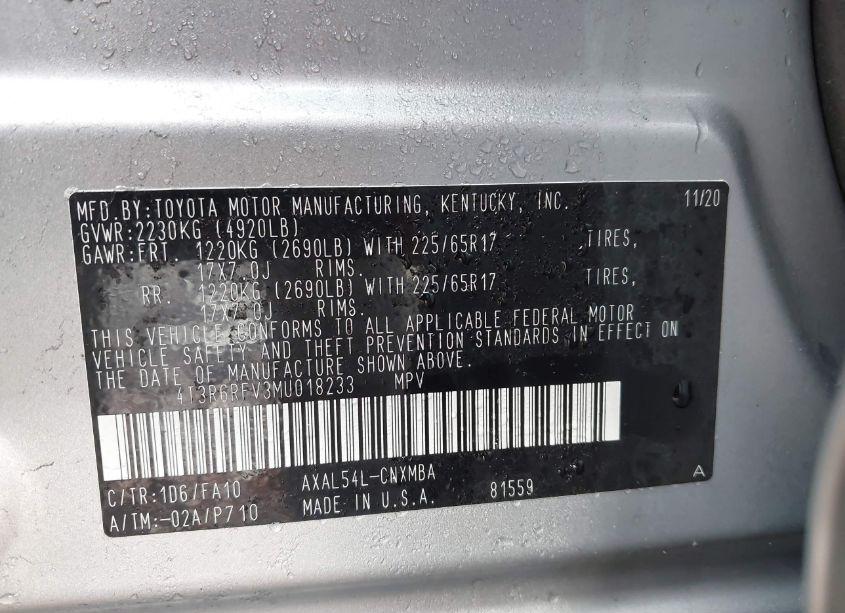 MFD.BY:TOYOTA MOTOR MANUFACTURING, KENTUCKY, INC. 11/20
GVWR:2230KG (4920LB)
GAWR:FRT. 1220KG (2690LB) WITH 225/65R17 TIRES,
17X7.0J RIMS.
RR. 1220KG (2690LB) WITH 225/65R17 TIRES,
17X7.0J RIMS.
THIS VEHICLE CONFORMS TO ALL APPLICABLE FEDERAL MOTOR
VEHICLE SAFETY AND THEFT PREVENTION STANDARDS IN EFFECT ON
THE DATE OF MANUFACTURE SHOWN ABOVE.
4T3R6RFV3MU018233 MPV
C/TR:1D6/FA10 AXAL54L-CNXMBA
A/TM:-02A/P710 MADE IN U.S.A. 81559 A